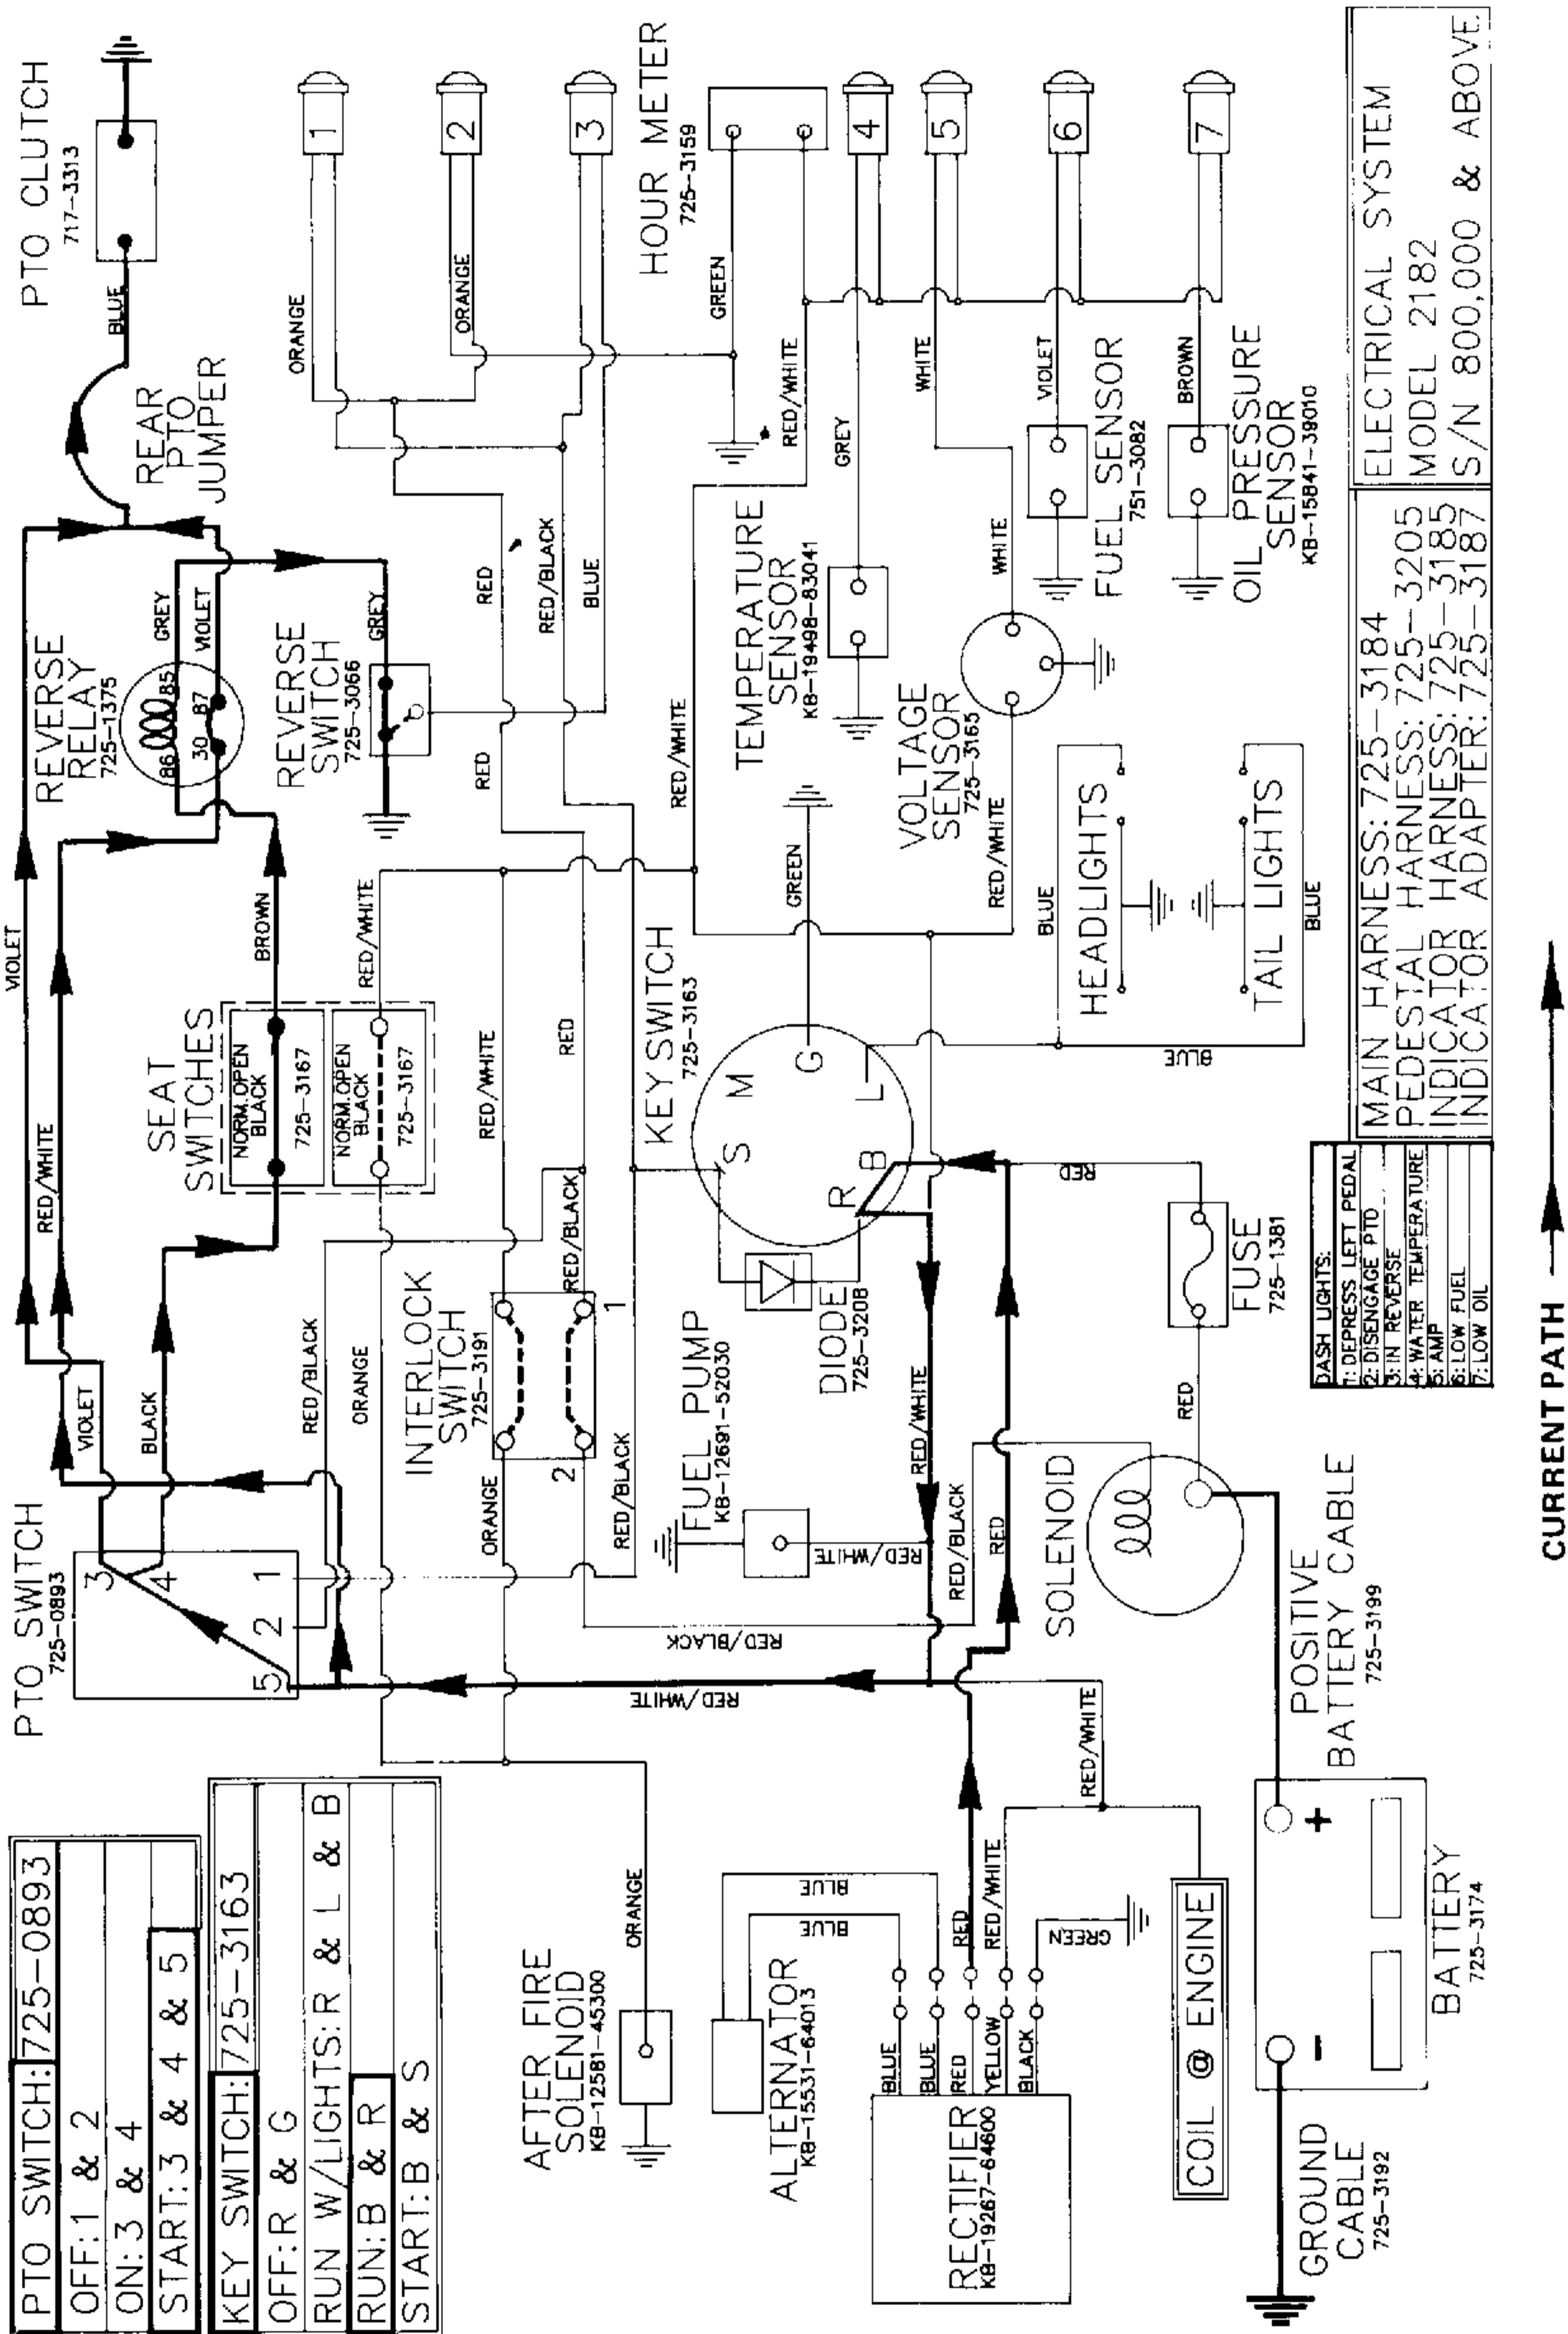 PTO SWITCH: 725-0893
OFF: 1 & 2
ON: 3 & 4
START: 3 & 4 & 5
KEY SWITCH: 725-3163
OFF: R & G
RUN W/LIGHTS: R & L & B
RUN: B & R
START: B & S
PTO SWITCH
725-0893
3
4
1
2
5
VIOLET
BLACK
VIOLET
RED/WHITE
RED/WHITE
SEAT
SWITCHES
NORM.OPEN
BLACK
725-3167
NORM.OPEN
BLACK
725-3167
BROWN
RED/WHITE
REVERSE
RELAY
725-1375
86
85
30
87
GREY
VIOLET
REVERSE
SWITCH
725-3066
GREY
REAR
PTO
JUMPER
BLUE
PTO CLUTCH
717-3313
ORANGE
1
ORANGE
2
3
RED
RED
RED/BLACK
BLUE
HOUR METER
725-3159
GREEN
RED/WHITE
RED/BLACK
ORANGE
INTERLOCK
SWITCH
725-3191
2
1
ORANGE
RED/WHITE
RED/BLACK
RED
RED/BLACK
RED/BLACK
RED/BLACK
AFTER FIRE
SOLENOID
KB-12581-45300
ORANGE
FUEL PUMP
KB-12691-52030
RED/WHITE
DIODE
725-3208
KEY SWITCH
725-3163
S
M
G
L
B
R
GREEN
RED/WHITE
TEMPERATURE
SENSOR
KB-19498-83041
GREY
4
VOLTAGE
SENSOR
725-3165
RED/WHITE
WHITE
WHITE
5
FUEL SENSOR
751-3082
VIOLET
6
OIL PRESSURE
SENSOR
KB-15841-39010
BROWN
7
HEADLIGHTS
BLUE
TAIL LIGHTS
BLUE
BLUE
RED/WHITE
RED/WHITE
RED
RED
FUSE
725-1381
RED
SOLENOID
ALTERNATOR
KB-15531-64013
BLUE
BLUE
RECTIFIER
KB-19267-64600
BLUE
BLUE
RED
YELLOW
BLACK
RED
RED/WHITE
GREEN
RED/WHITE
COIL @ ENGINE
GROUND
CABLE
725-3192
BATTERY
725-3174
-
+
POSITIVE
BATTERY CABLE
725-3199
DASH LIGHTS:
1: DEPRESS LEFT PEDAL
2: DISENGAGE PTO
3: IN REVERSE
4: WATER TEMPERATURE
5: AMP
6: LOW FUEL
7: LOW OIL
MAIN HARNESS: 725-3184
PEDESTAL HARNESS: 725-3205
INDICATOR HARNESS: 725-3185
INDICATOR ADAPTER: 725-3187
ELECTRICAL SYSTEM
MODEL 2182
S/N 800,000 & ABOVE
CURRENT PATH